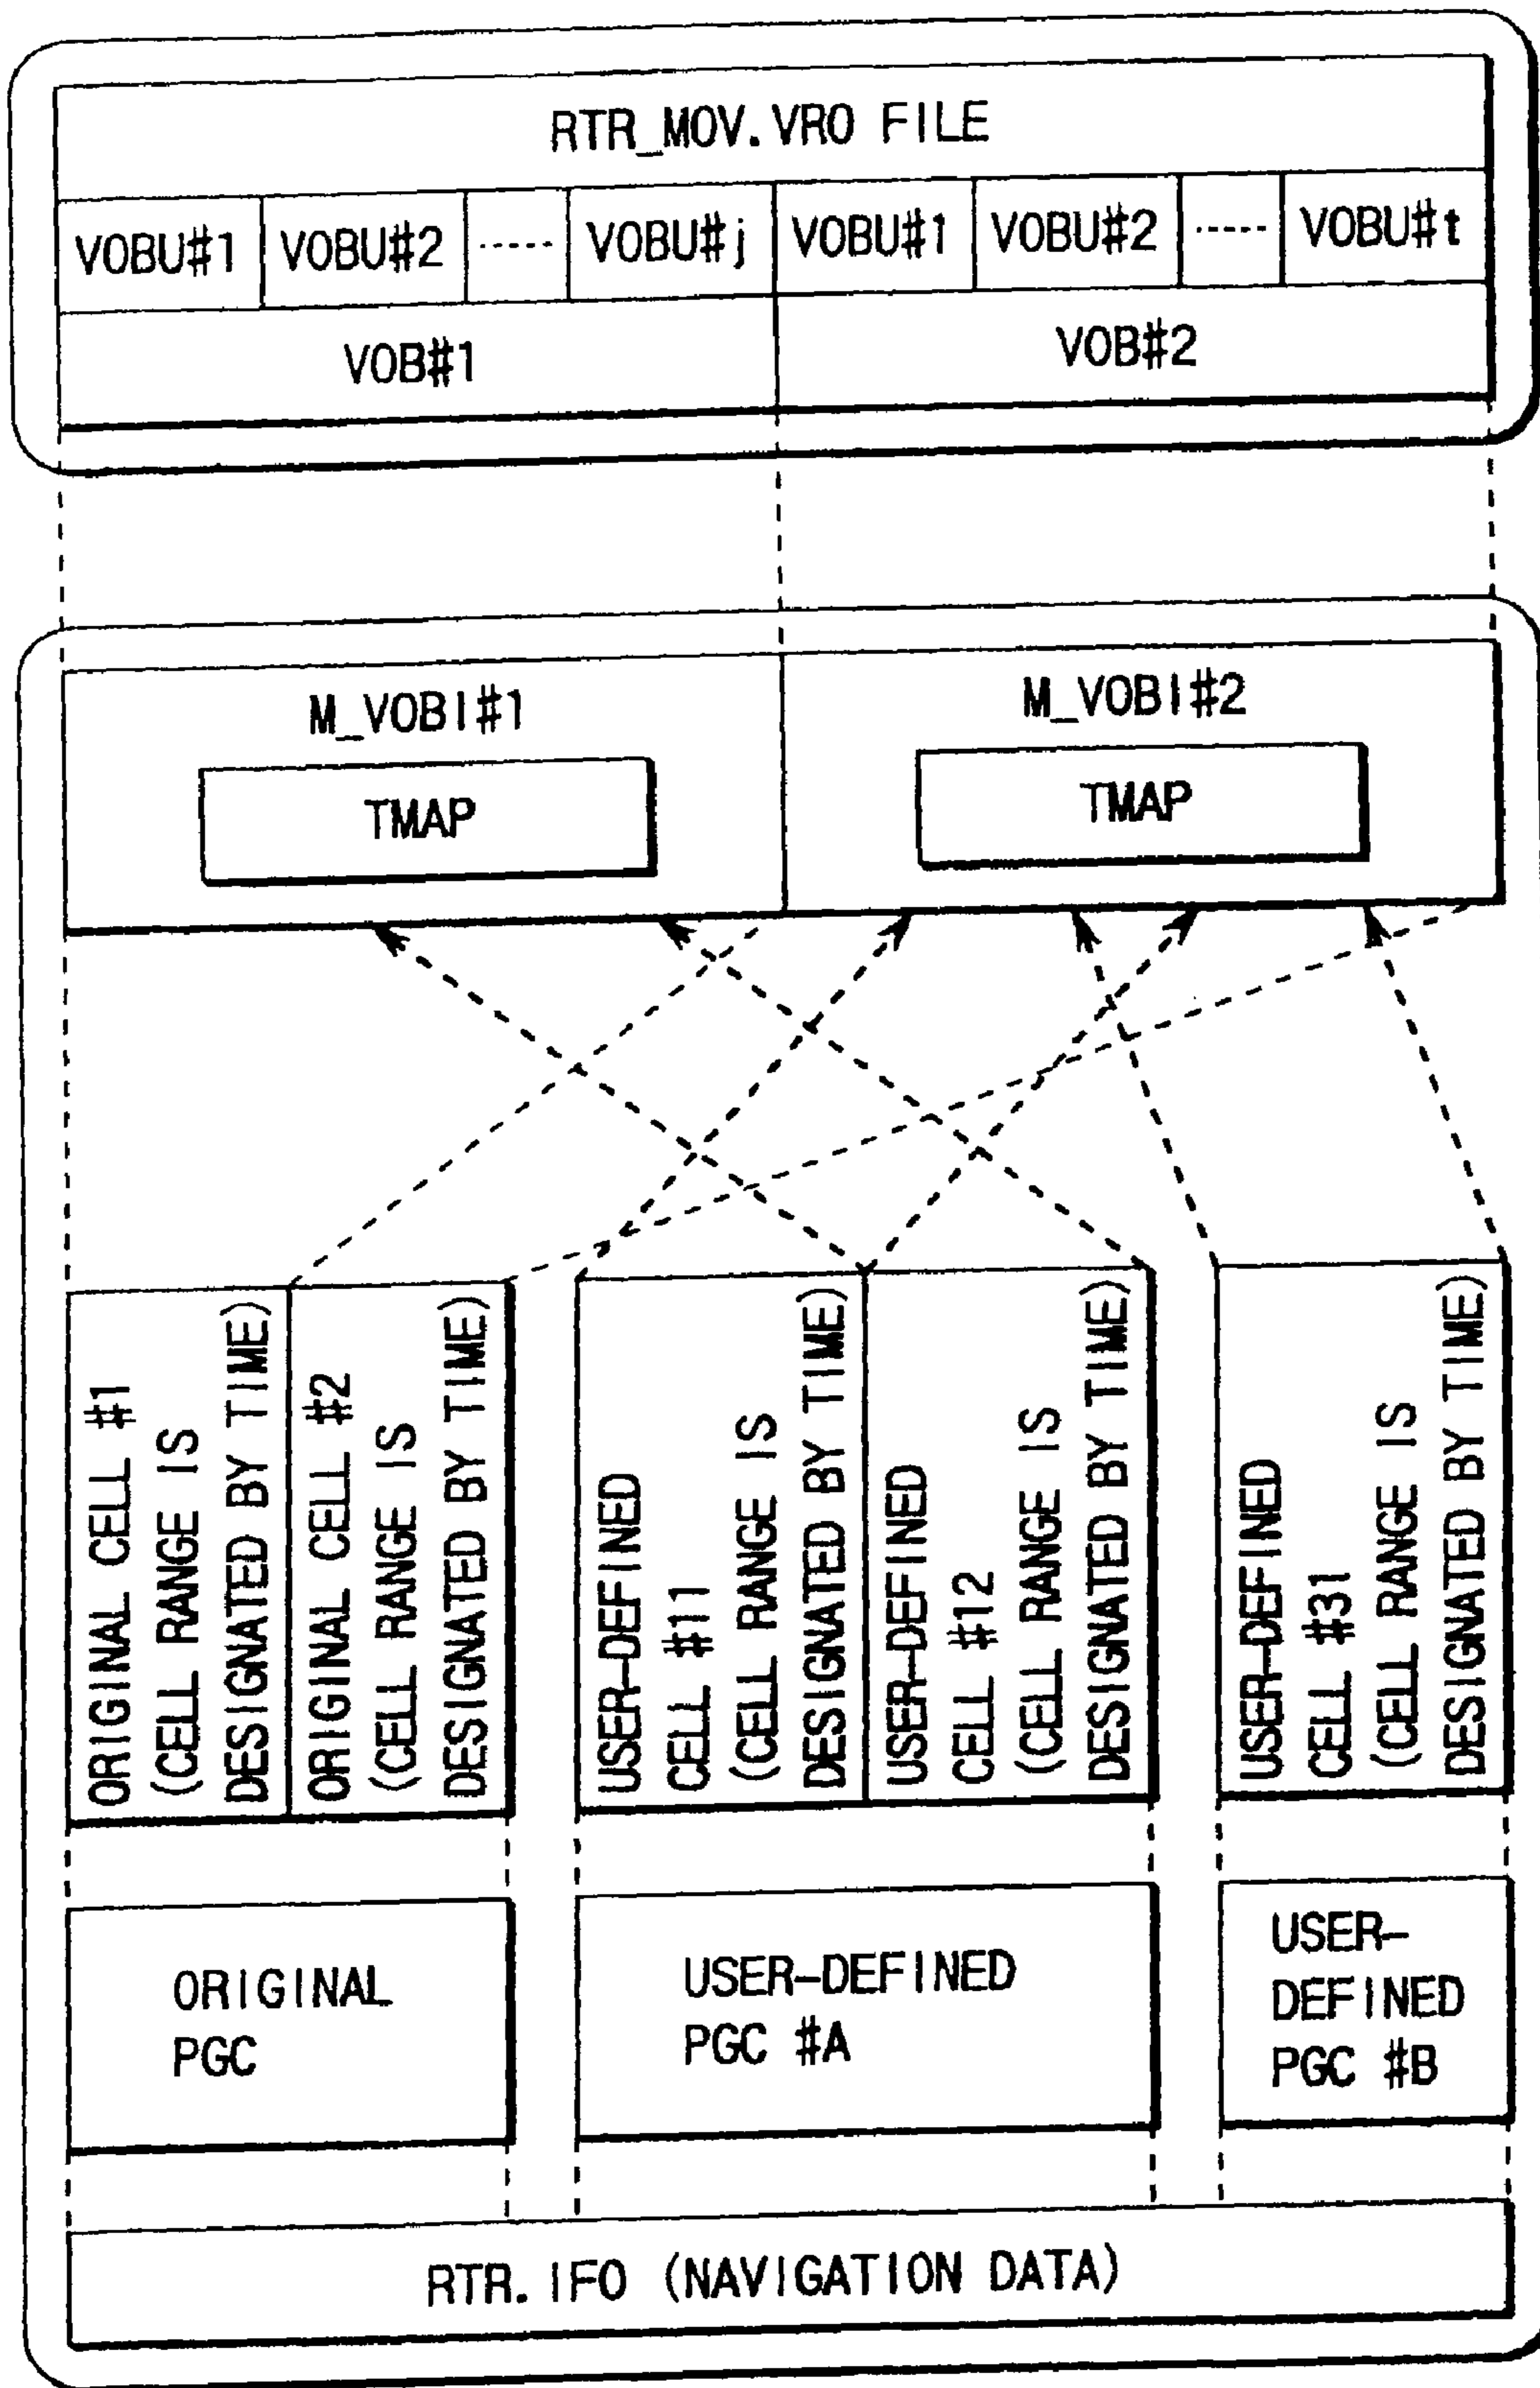 RTR_MOV.VRO FILE
VOBU#1
VOBU#2
-----
VOBU#j
VOBU#1
VOBU#2
-----
VOBU#t
VOB#1
VOB#2
M_VOBI#1
TMAP
M_VOBI#2
TMAP
ORIGINAL CELL #1
(CELL RANGE IS
DESIGNATED BY TIME)
ORIGINAL CELL #2
(CELL RANGE IS
DESIGNATED BY TIME)
USER-DEFINED
CELL #11
(CELL RANGE IS
DESIGNATED BY TIME)
USER-DEFINED
CELL #12
(CELL RANGE IS
DESIGNATED BY TIME)
USER-DEFINED
CELL #31
(CELL RANGE IS
DESIGNATED BY TIME)
ORIGINAL
PGC
USER-DEFINED
PGC #A
USER-
DEFINED
PGC #B
RTR.IFO (NAVIGATION DATA)